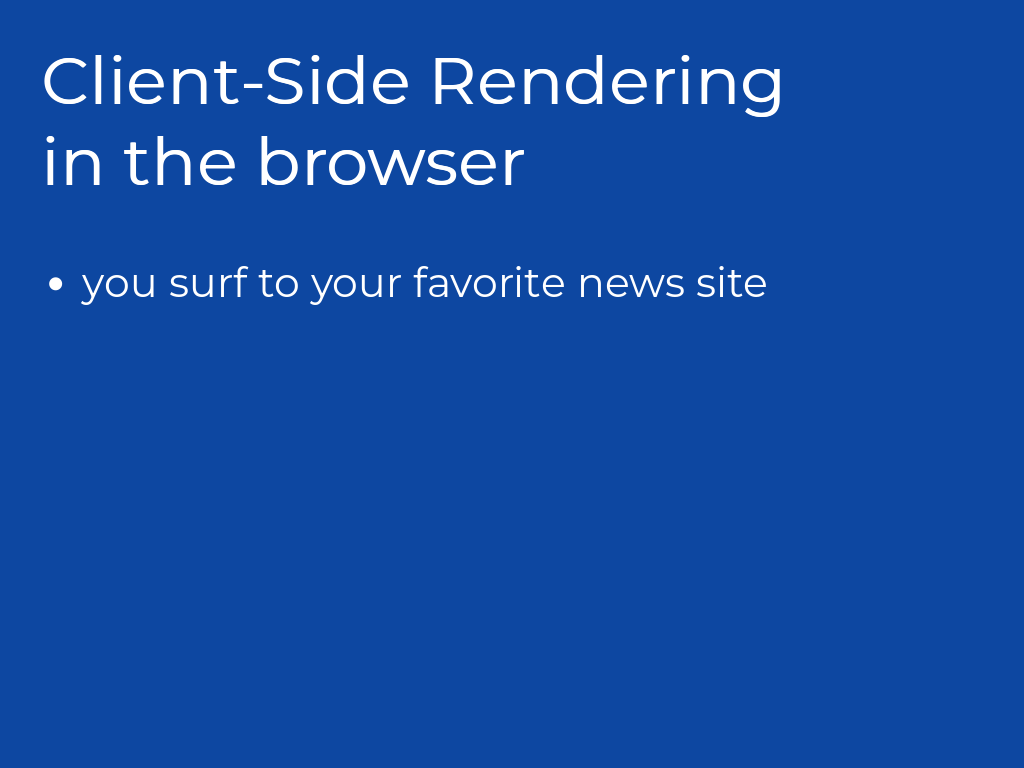 Client-Side Rendering
in the browser
• you surf to your favorite news site